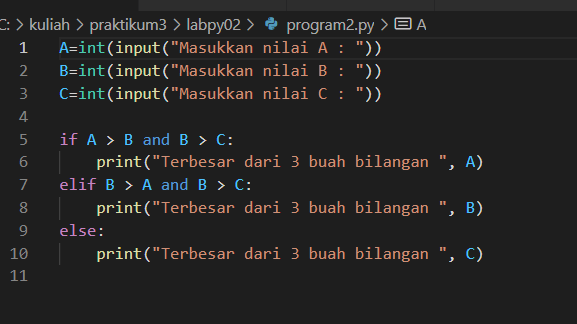 C: > kuliah > praktikum3 > labpy02 > program2.py > A
1 A=int(input("Masukkan nilai A : "))
2 B=int(input("Masukkan nilai B : "))
3 C=int(input("Masukkan nilai C : "))
4
5 if A > B and B > C:
6     print("Terbesar dari 3 buah bilangan ", A)
7 elif B > A and B > C:
8     print("Terbesar dari 3 buah bilangan ", B)
9 else:
10     print("Terbesar dari 3 buah bilangan ", C)
11